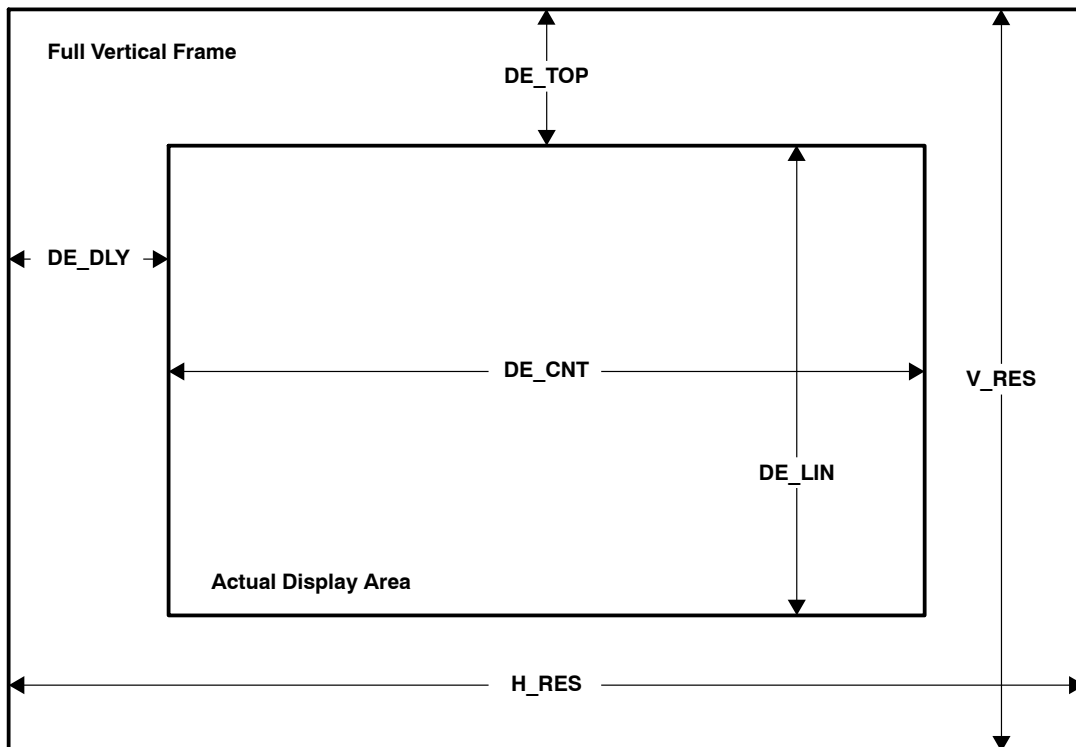 Full Vertical Frame
DE_TOP
DE_DLY
DE_CNT
V_RES
DE_LIN
Actual Display Area
H_RES